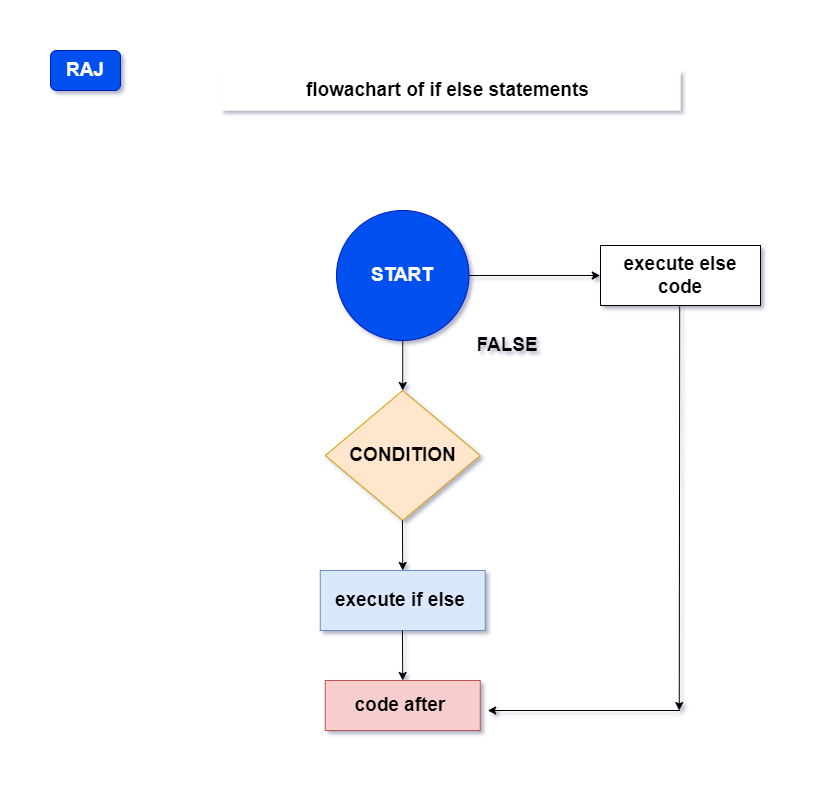 RAJ
flowachart of if else statements
START
execute else
code
FALSE
CONDITION
execute if else
code after